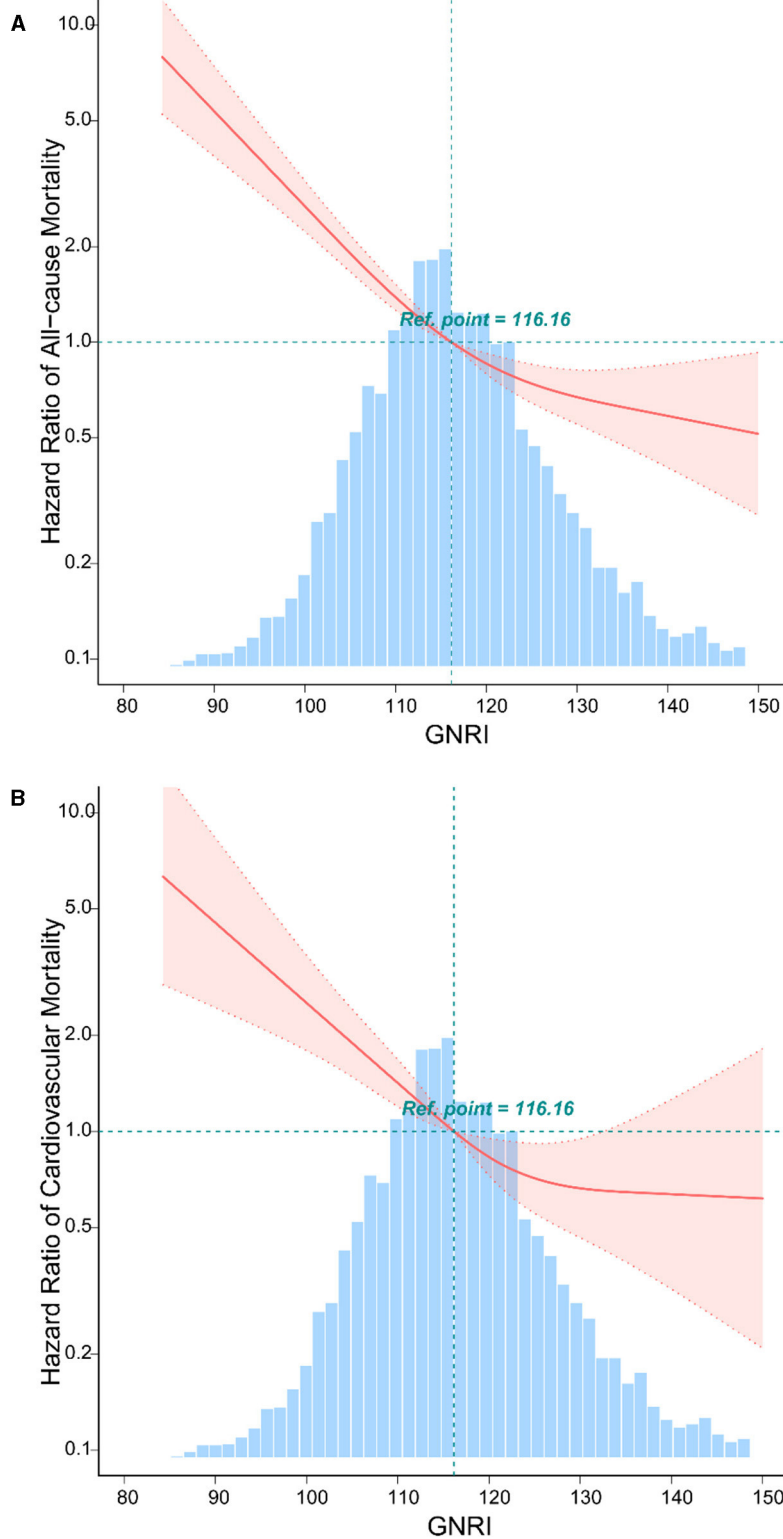 A
Hazard Ratio of All−cause Mortality
10.0
5.0
2.0
1.0
0.5
0.2
0.1
Ref. point = 116.16
80 90 100 110 120 130 140 150
GNRI
B
Hazard Ratio of Cardiovascular Mortality
10.0
5.0
2.0
1.0
0.5
0.2
0.1
Ref. point = 116.16
80 90 100 110 120 130 140 150
GNRI